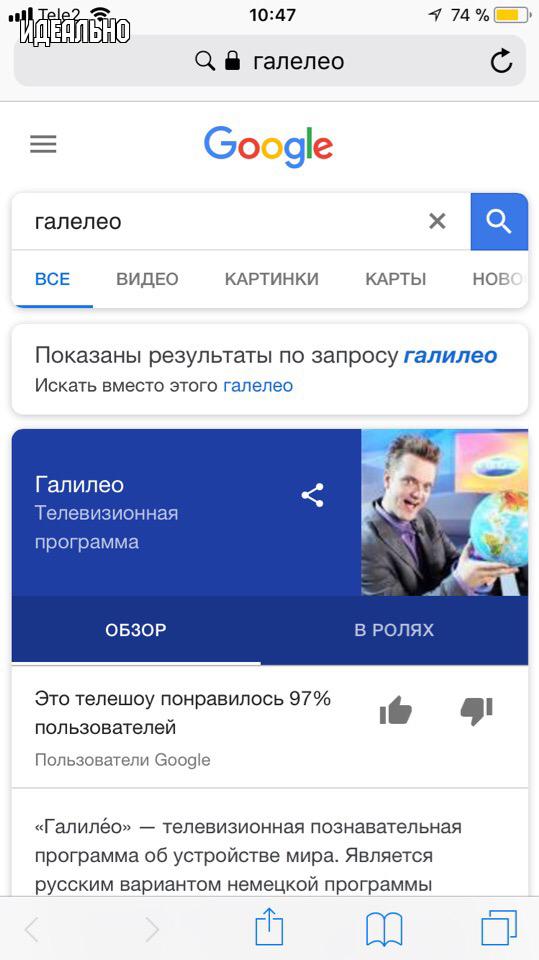 Tele2 10:47 74 %
ИДЕАЛЬНО
галелео
Google
галелео
ВСЕ ВИДЕО КАРТИНКИ КАРТЫ НОВО
Показаны результаты по запросу галилео
Искать вместо этого галелео
Галилео
Телевизионная
программа
ОБЗОР В РОЛЯХ
Это телешоу понравилось 97%
пользователей
Пользователи Google
«Галиле́о» — телевизионная познавательная
программа об устройстве мира. Является
русским вариантом немецкой программы